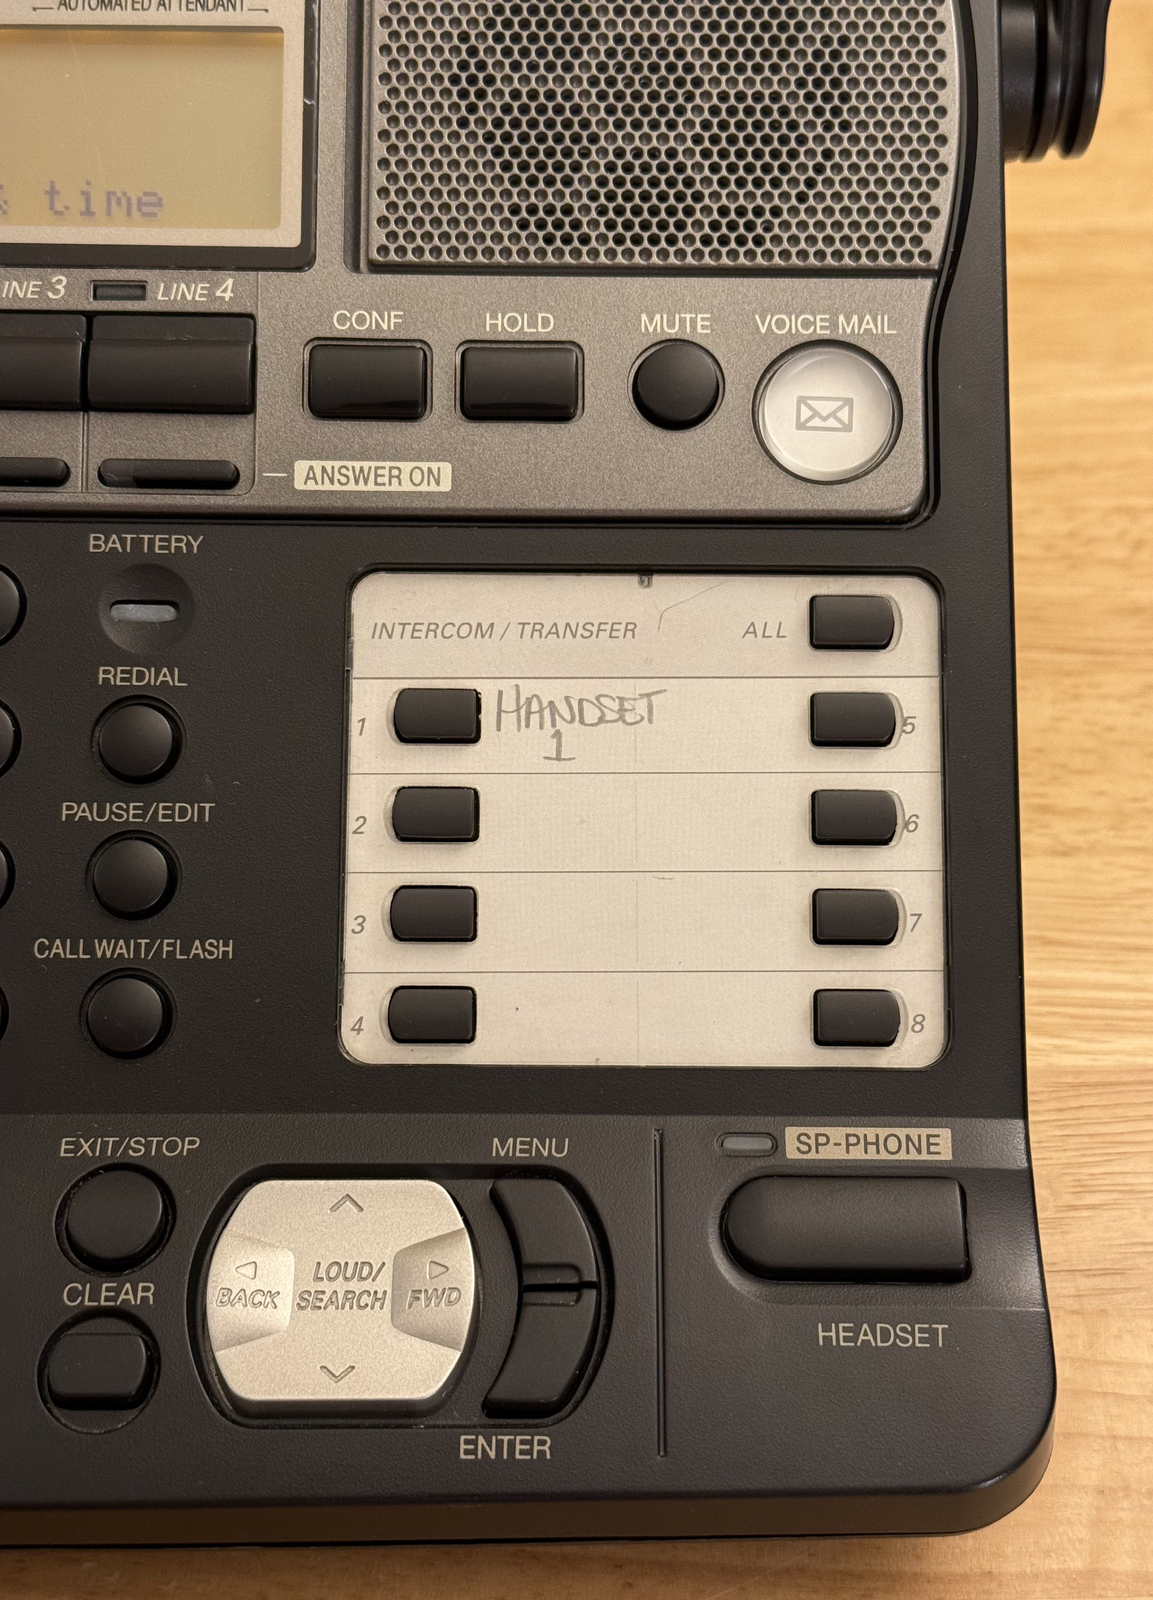 AUTOMATED ATTENDANT
time
LINE 4
CONF HOLD MUTE VOICE MAIL
ANSWER ON
BATTERY
INTERCOM / TRANSFER ALL
REDIAL
1 HANDSET 5
1
PAUSE/EDIT
2 6
3 7
CALL WAIT/FLASH
4 8
EXIT/STOP MENU SP-PHONE
BACK LOUD/SEARCH FWD
CLEAR
HEADSET
ENTER